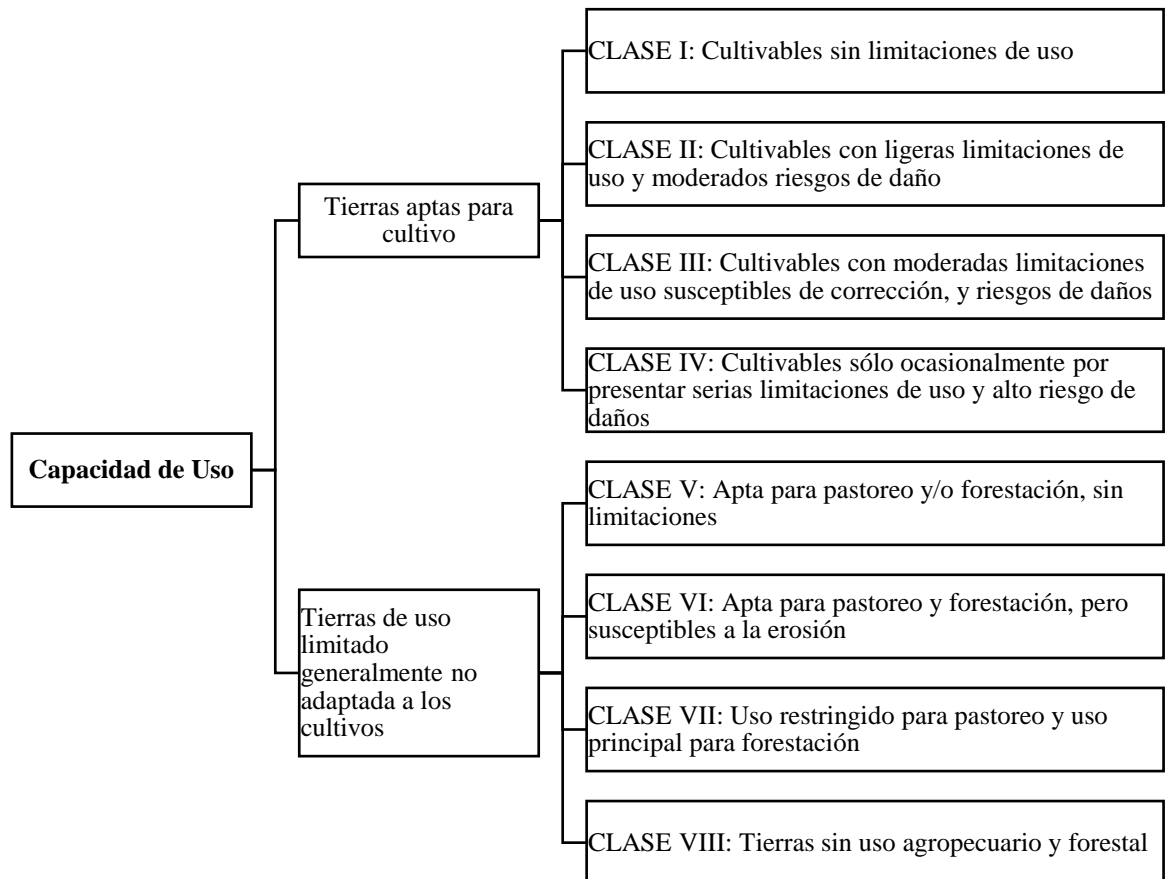 Capacidad de Uso
Tierras aptas para
cultivo
CLASE I: Cultivables sin limitaciones de uso
CLASE II: Cultivables con ligeras limitaciones de
uso y moderados riesgos de daño
CLASE III: Cultivables con moderadas limitaciones
de uso susceptibles de corrección, y riesgos de daños
CLASE IV: Cultivables sólo ocasionalmente por
presentar serias limitaciones de uso y alto riesgo de
daños
Tierras de uso
limitado
generalmente no
adaptada a los
cultivos
CLASE V: Apta para pastoreo y/o forestación, sin
limitaciones
CLASE VI: Apta para pastoreo y forestación, pero
susceptibles a la erosión
CLASE VII: Uso restringido para pastoreo y uso
principal para forestación
CLASE VIII: Tierras sin uso agropecuario y forestal